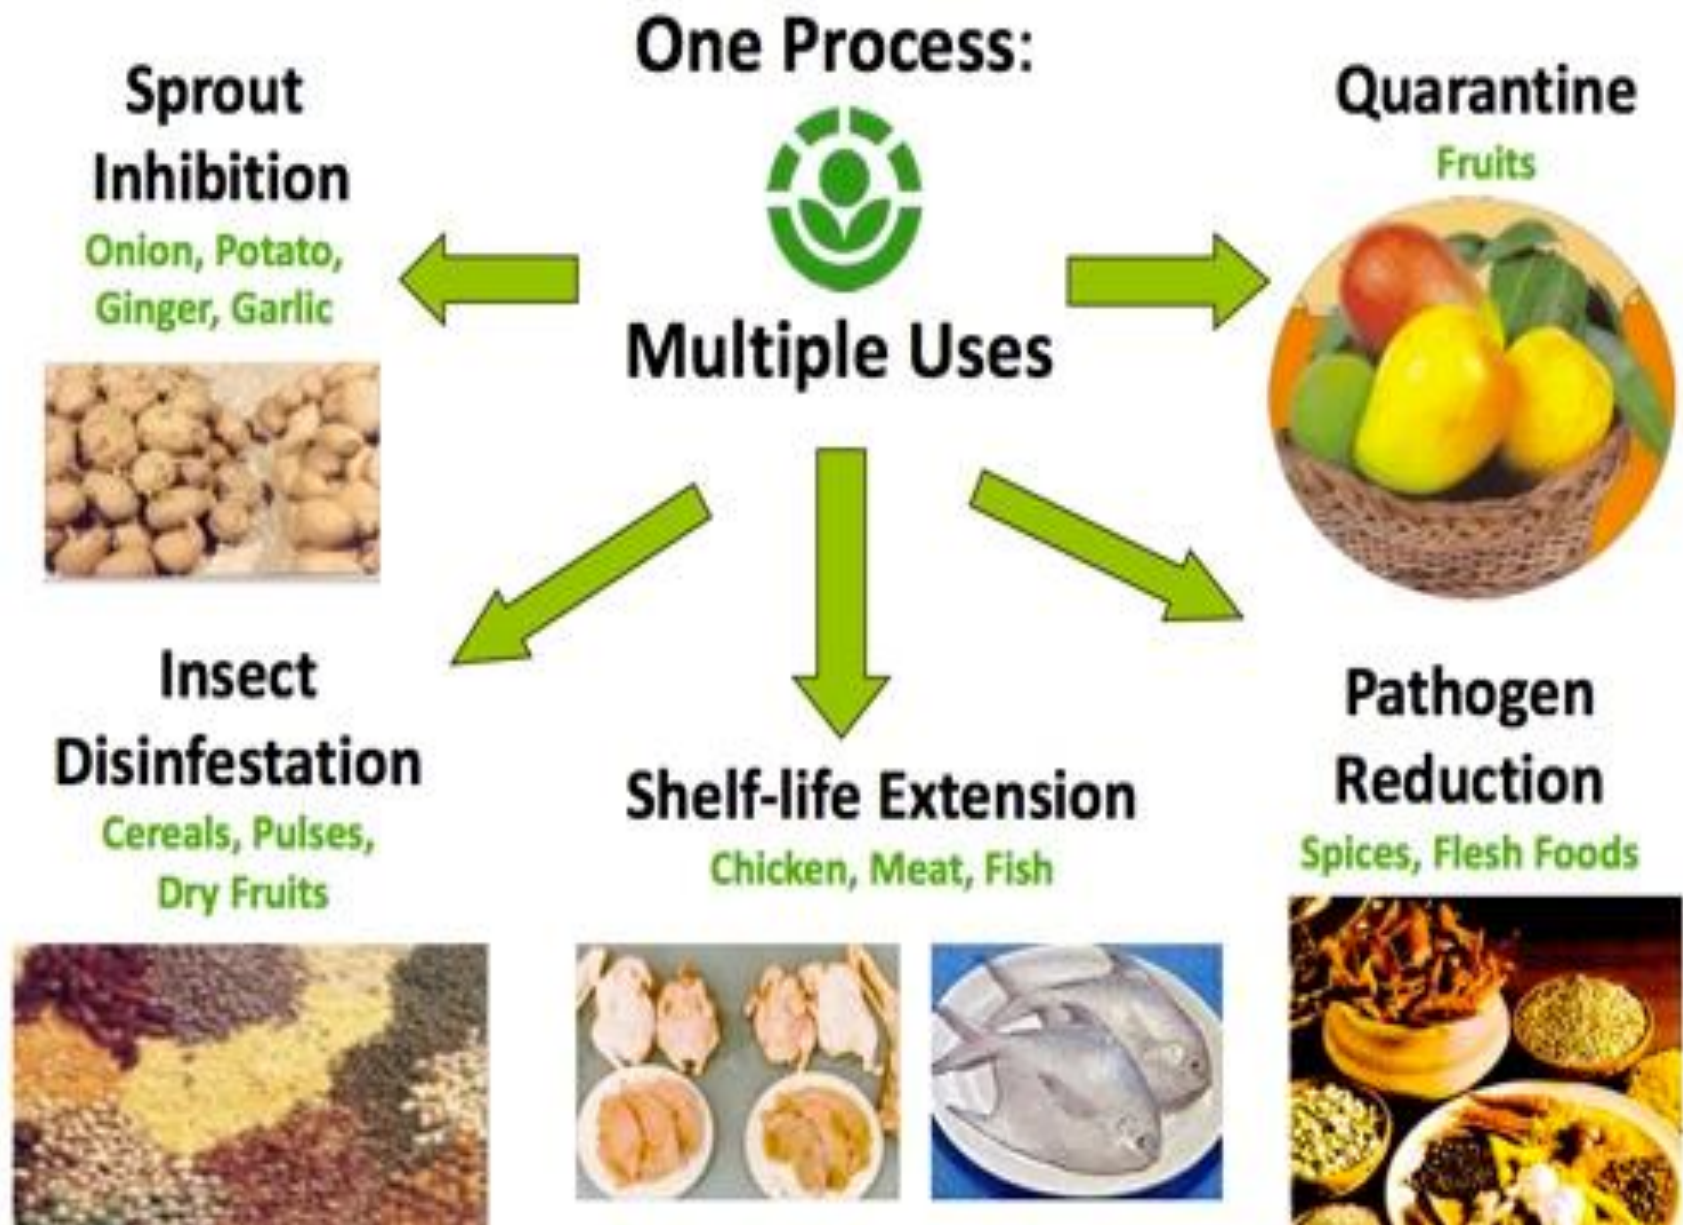 One Process:
Multiple Uses
Sprout
Inhibition
Onion, Potato,
Ginger, Garlic
Quarantine
Fruits
Insect
Disinfestation
Cereals, Pulses,
Dry Fruits
Shelf-life Extension
Chicken, Meat, Fish
Pathogen
Reduction
Spices, Flesh Foods